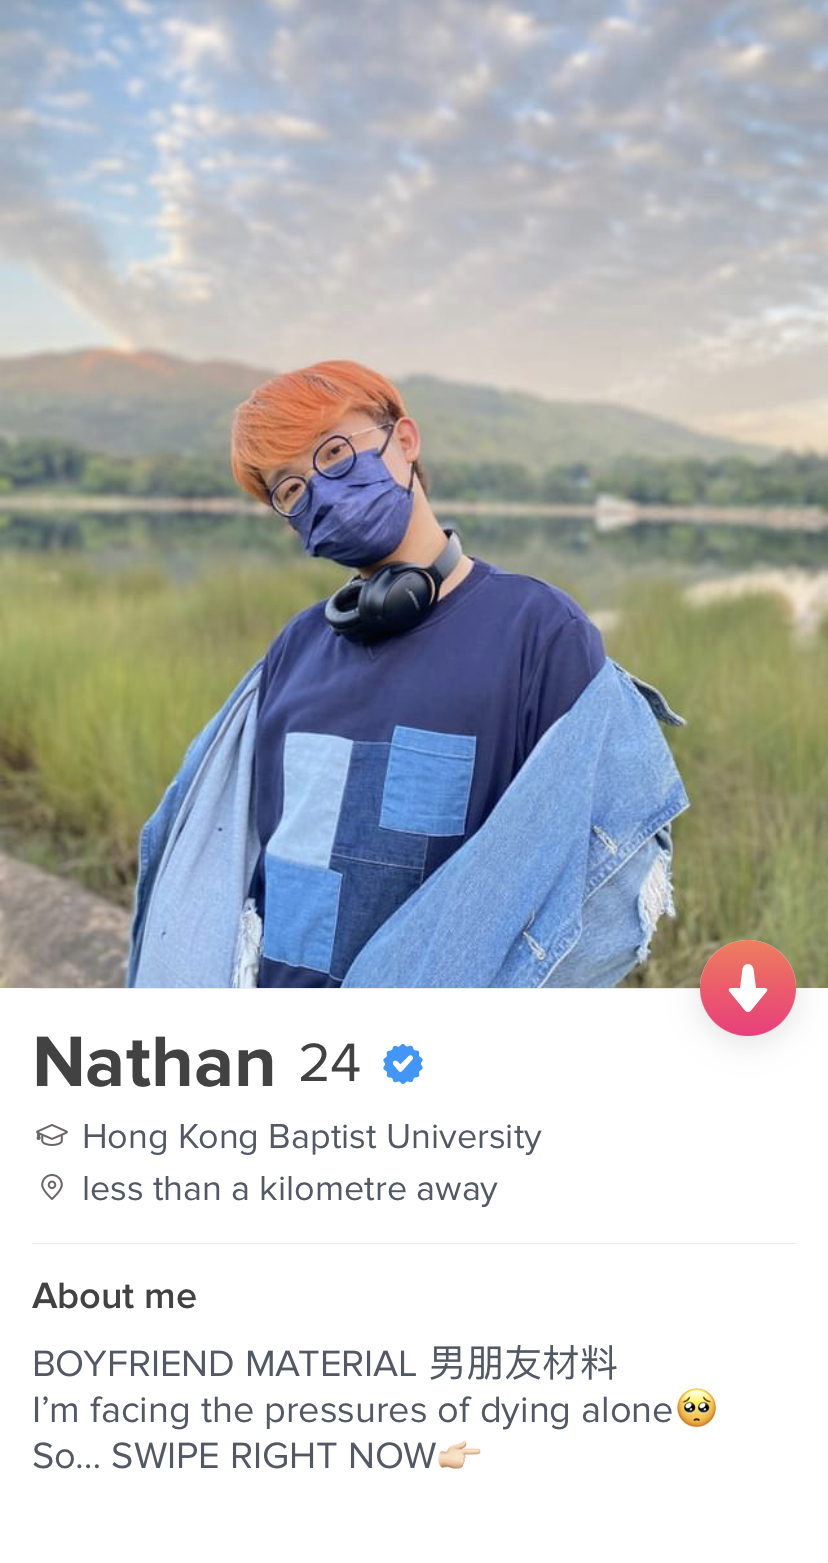 Nathan 24
Hong Kong Baptist University
less than a kilometre away
About me
BOYFRIEND MATERIAL 男朋友材料
I’m facing the pressures of dying alone🥺
So... SWIPE RIGHT NOW👉🏻